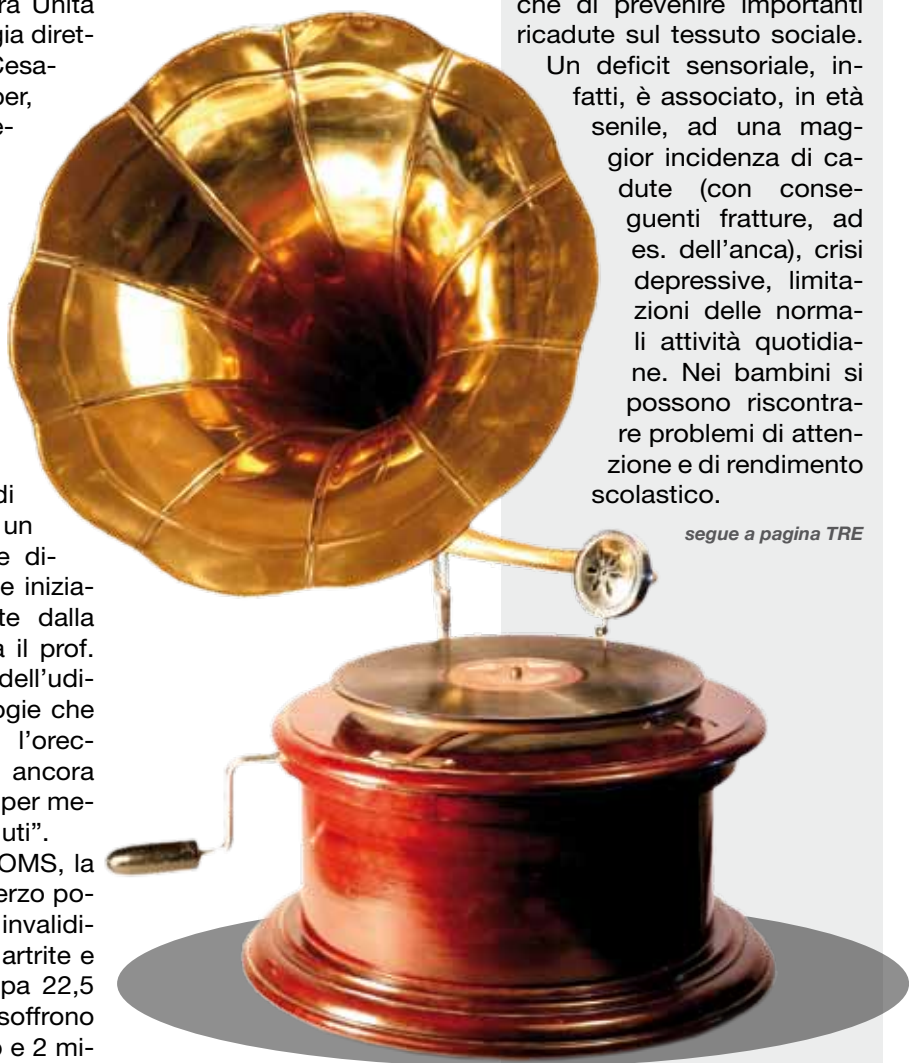 ra Unità
gia diret-
Cesa-
per,
e-
di
un
e di-
e inizia-
te dalla
a il prof.
dell'udi-
ogie che
l'orec-
ancora
per me-
uti”.
OMS, la
erzo po-
invalidi-
artrite e
pa 22,5
soffrono
o e 2 mi-
che di prevenire importanti
ricadute sul tessuto sociale.
Un deficit sensoriale, in-
fatti, è associato, in età
senile, ad una mag-
gior incidenza di ca-
dute (con conse-
guenti fratture, ad
es. dell'anca), crisi
depressive, limita-
zioni delle norma-
li attività quotidia-
ne. Nei bambini si
possono riscontra-
re problemi di atten-
zione e di rendimento
scolastico.
segue a pagina TRE